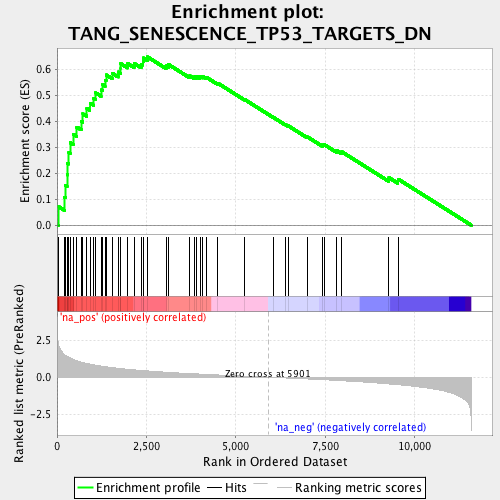 Enrichment plot:
TANG_SENESCENCE_TP53_TARGETS_DN
Enrichment score (ES)
0.6
0.5
0.4
0.3
0.2
0.1
0.0
'na_pos' (positively correlated)
Ranked list metric (PreRanked)
2.5
0.0
-2.5
Zero cross at 5901
'na_neg' (negatively correlated)
0
2,500
5,000
7,500
10,000
Rank in Ordered Dataset
Enrichment profile
Hits
Ranking metric scores